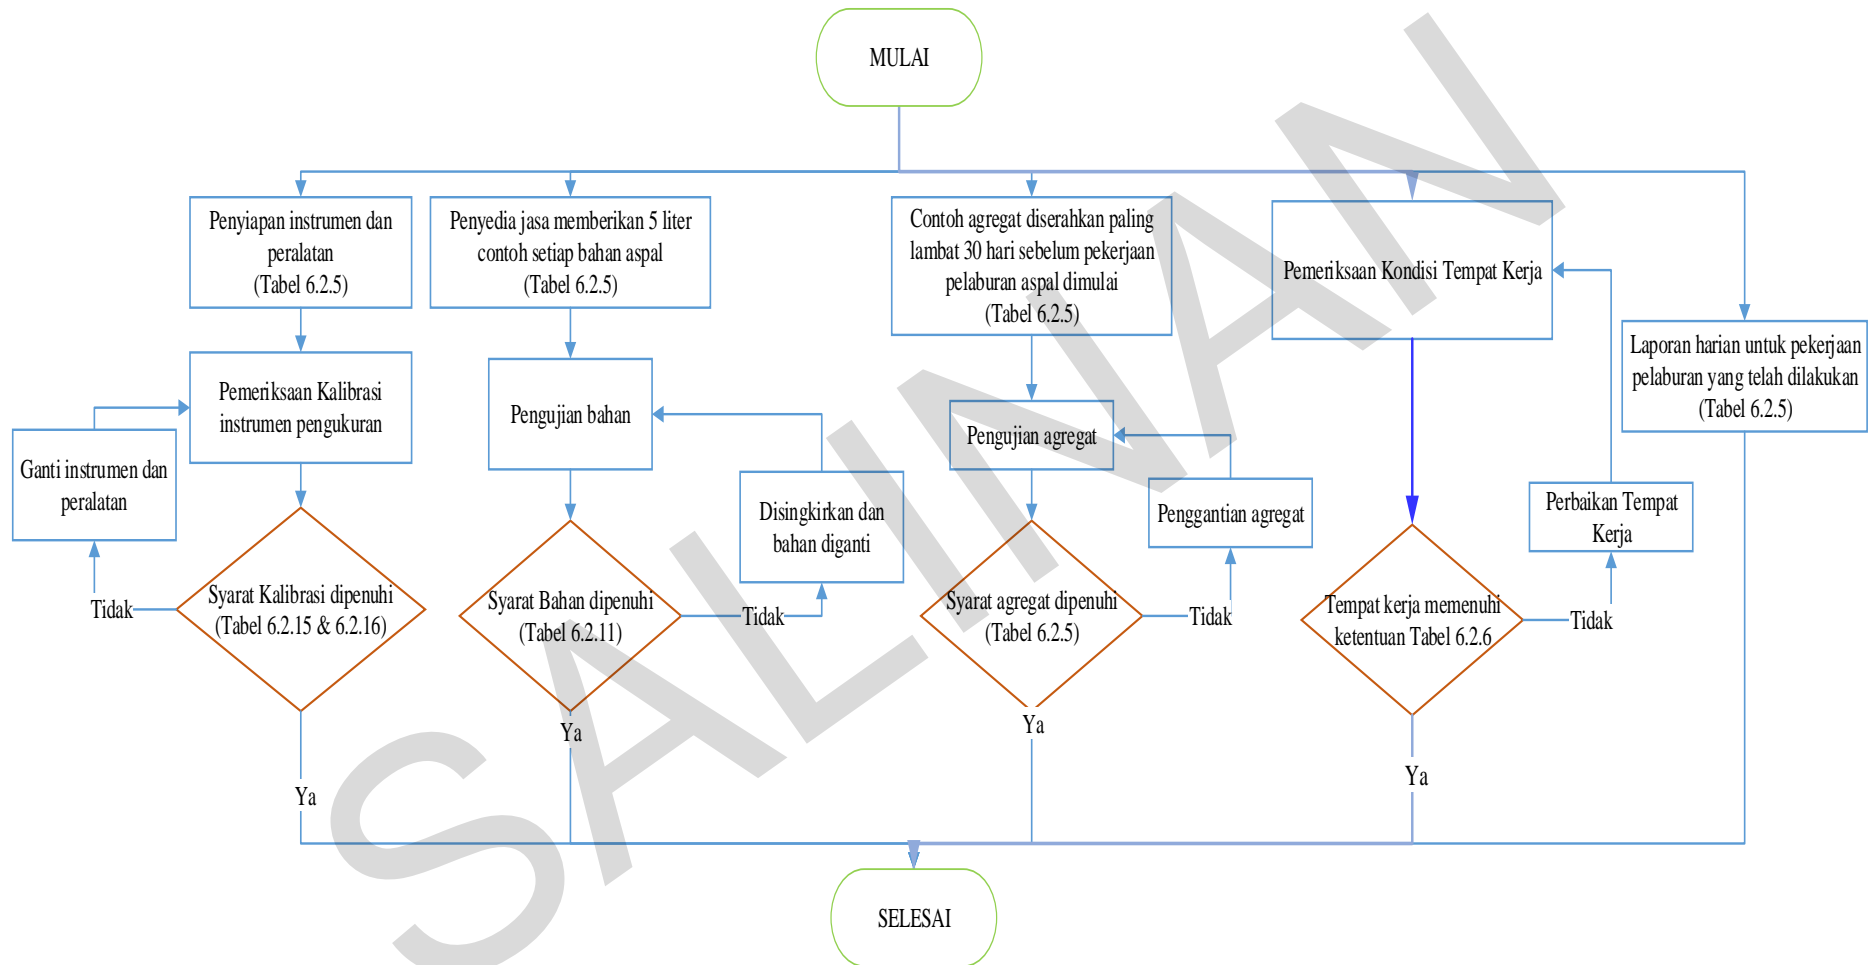 MULAI
Penyiapan instrumen dan
peralatan
(Tabel 6.2.5)
Pemeriksaan Kalibrasi
instrumen pengukuran
Ganti instrumen dan
peralatan
Tidak
Syarat Kalibrasi dipenuhi
(Tabel 6.2.15 & 6.2.16)
Ya
Penyedia jasa memberikan 5 liter
contoh setiap bahan aspal
(Tabel 6.2.5)
Pengujian bahan
Disingkirkan dan
bahan diganti
Syarat Bahan dipenuhi
(Tabel 6.2.11)
Tidak
Ya
Contoh agregat diserahkan paling
lambat 30 hari sebelum pekerjaan
pelaburan aspal dimulai
(Tabel 6.2.5)
Pengujian agregat
Penggantian agregat
Syarat agregat dipenuhi
(Tabel 6.2.5)
Tidak
Ya
Pemeriksaan Kondisi Tempat Kerja
Perbaikan Tempat
Kerja
Tempat kerja memenuhi
ketentuan Tabel 6.2.6
Tidak
Ya
Laporan harian untuk pekerjaan
pelaburan yang telah dilakukan
(Tabel 6.2.5)
SELESAI
SALINAN